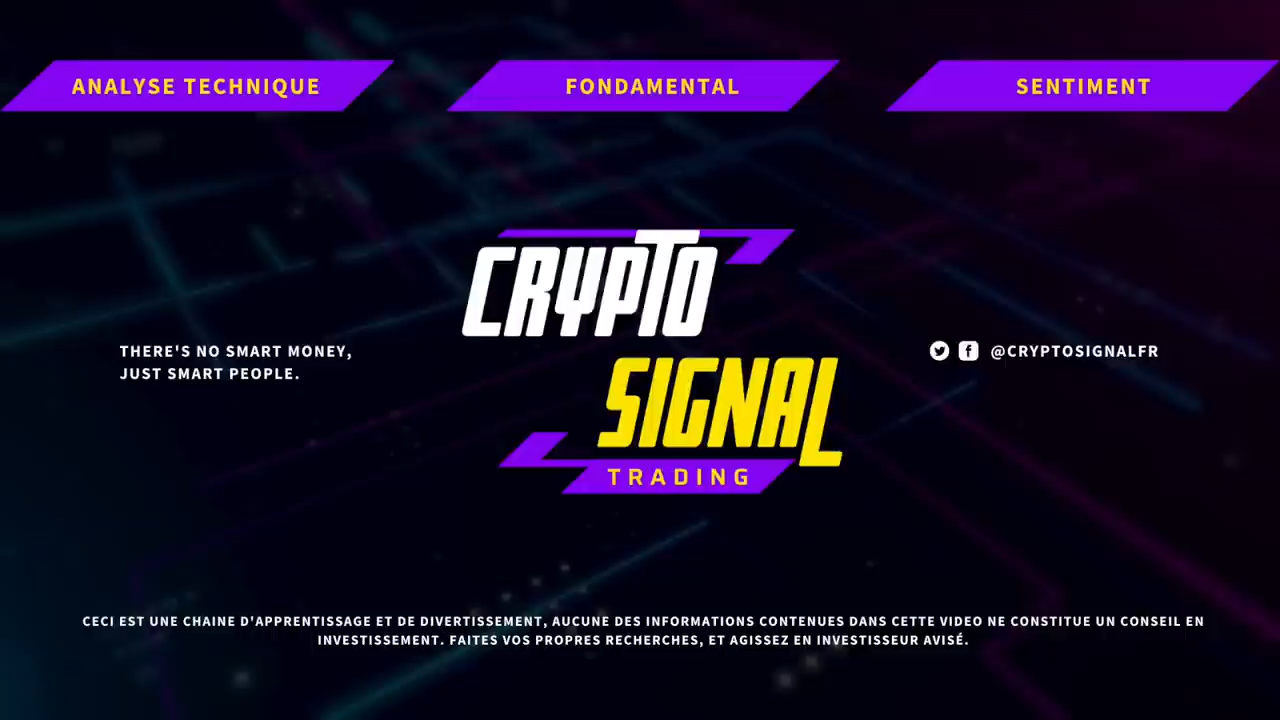 ANALYSE TECHNIQUE
FONDAMENTAL
SENTIMENT
CRYPTO
SIGNAL
TRADING
THERE'S NO SMART MONEY,
JUST SMART PEOPLE.
@CRYPTOSIGNALFR
CECI EST UNE CHAINE D'APPRENTISSAGE ET DE DIVERTISSEMENT, AUCUNE DES INFORMATIONS CONTENUES DANS CETTE VIDEO NE CONSTITUE UN CONSEIL EN
INVESTISSEMENT. FAITES VOS PROPRES RECHERCHES, ET AGISSEZ EN INVESTISSEUR AVISÉ.